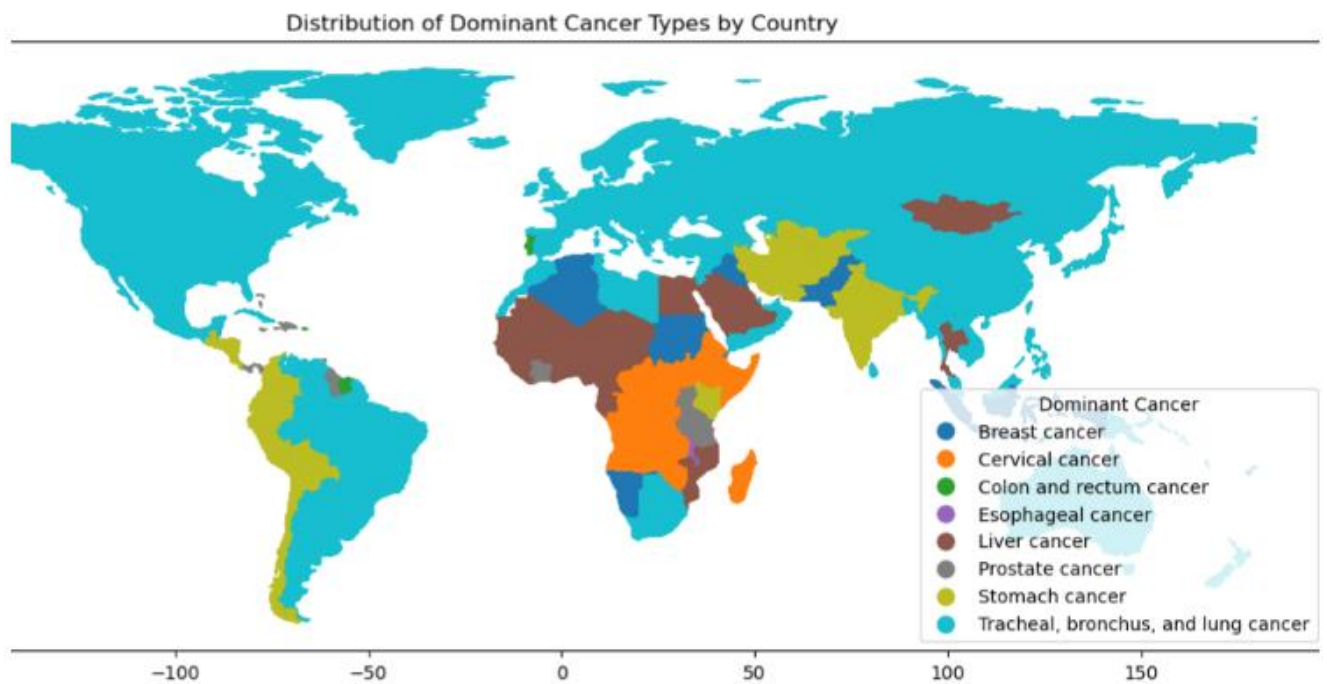 Distribution of Dominant Cancer Types by Country
Dominant Cancer
Breast cancer
Cervical cancer
Colon and rectum cancer
Esophageal cancer
Liver cancer
Prostate cancer
Stomach cancer
Tracheal, bronchus, and lung cancer
−100 −50 0 50 100 150